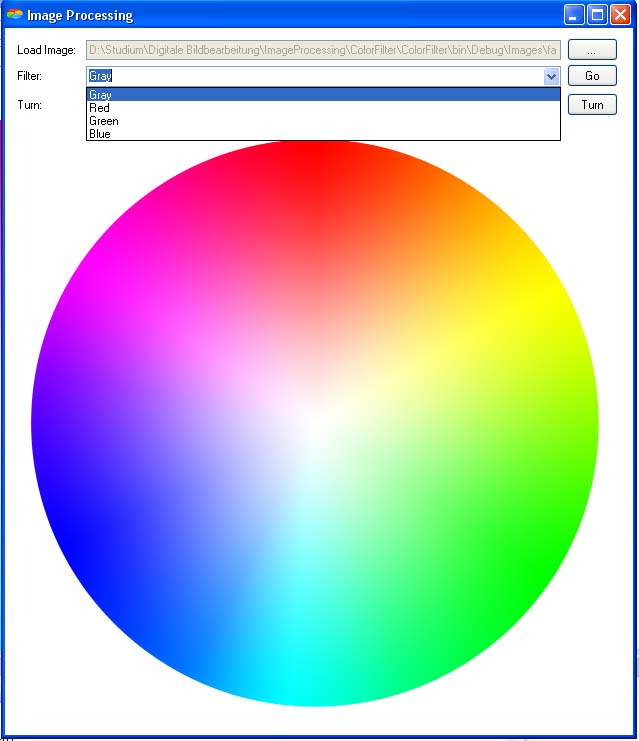 Image Processing
Load Image: D:\Studium\Digitale Bildbearbeitung\ImageProcessing\ColorFilter\ColorFilter\bin\Debug\Images\fa ...
Filter: Gray Go
Gray
Turn: Turn
Red
Green
Blue